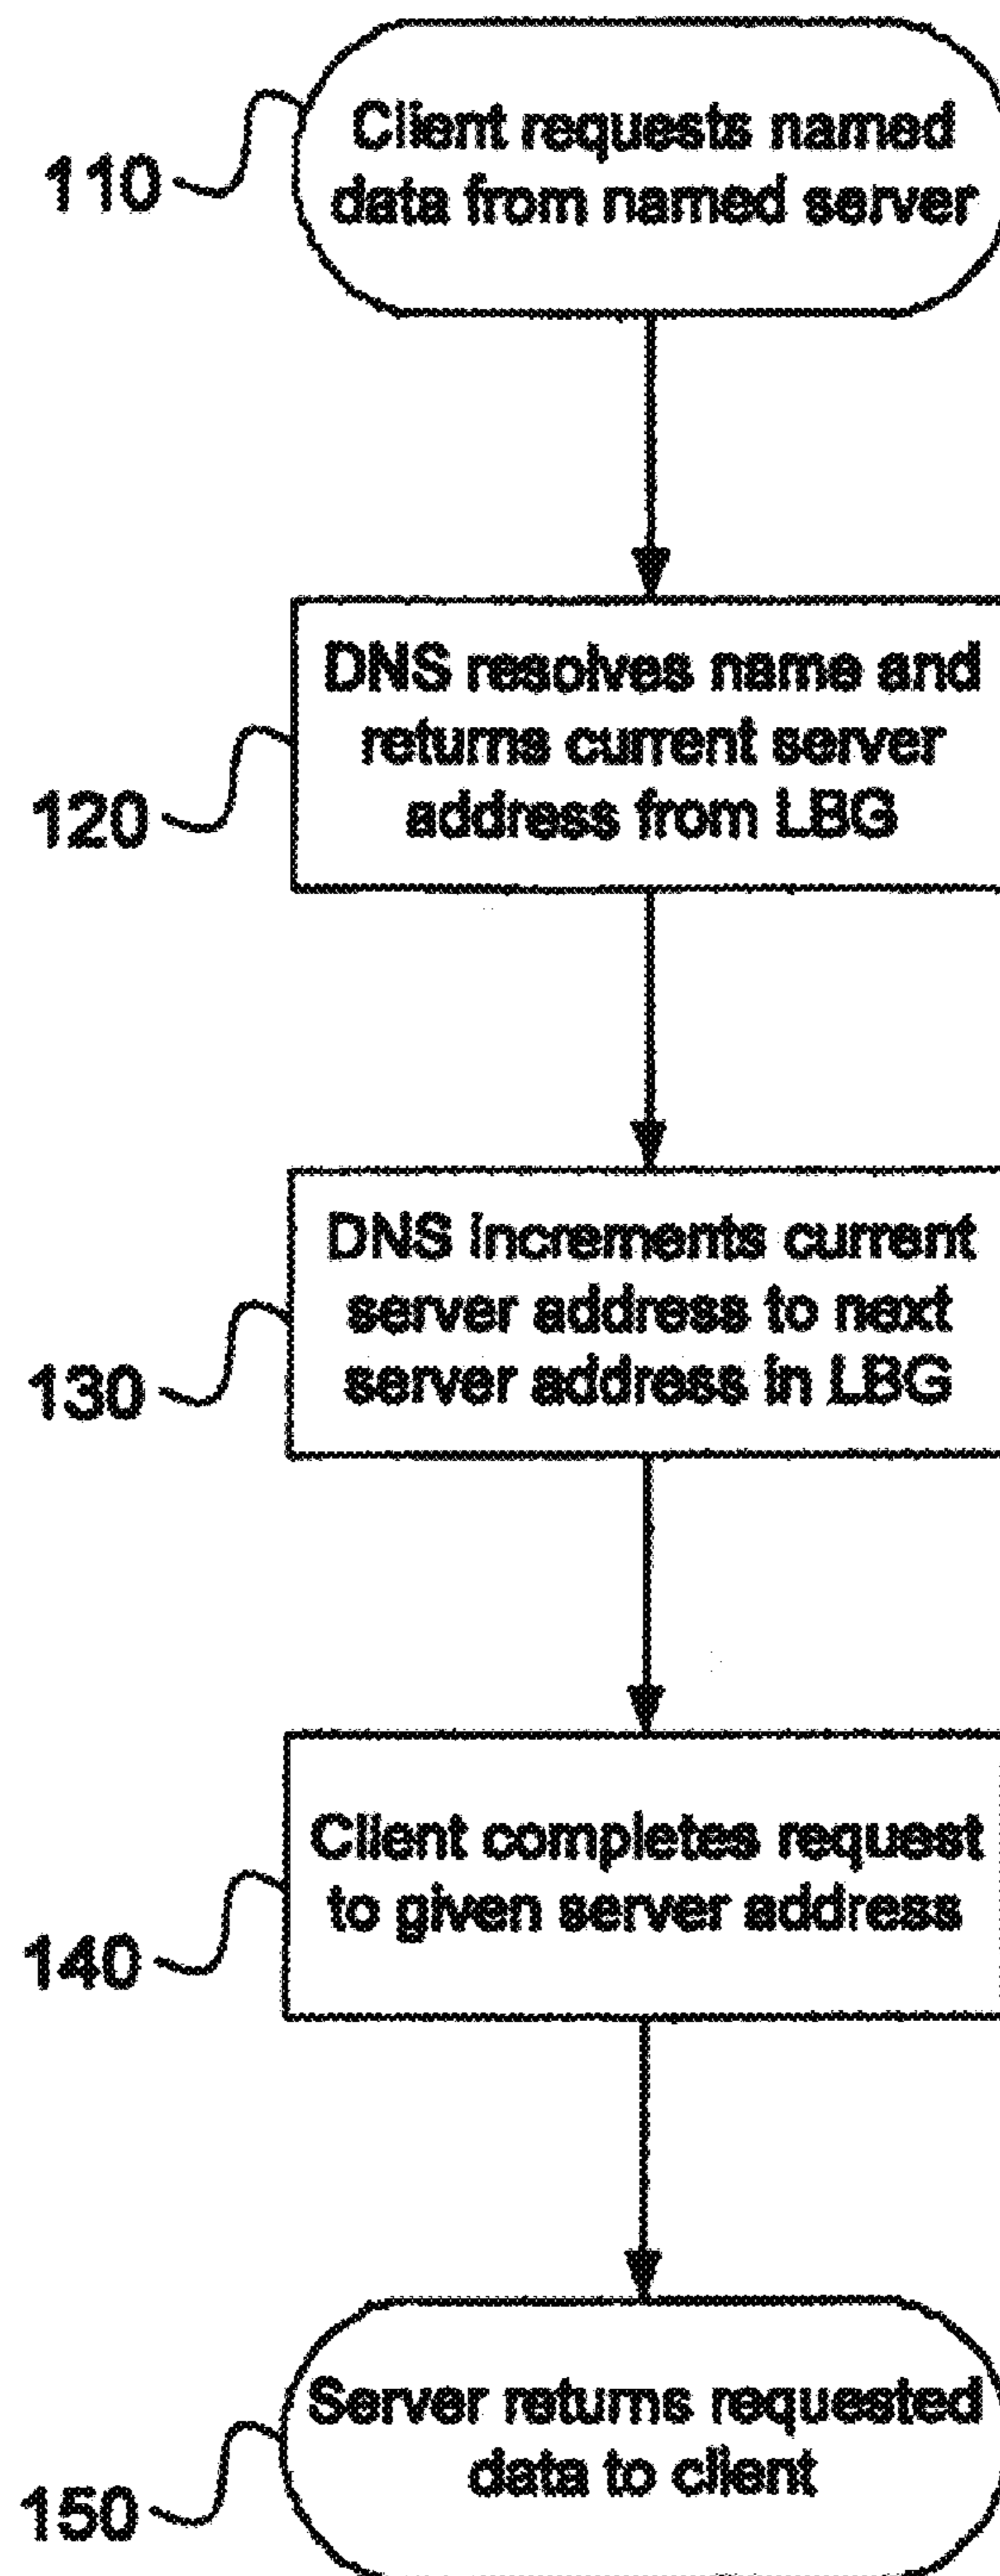 Client requests named
data from named server
110
DNS resolves name and
returns current server
address from LBG
120
DNS increments current
server address to next
server address in LBG
130
Client completes request
to given server address
140
Server returns requested
data to client
150